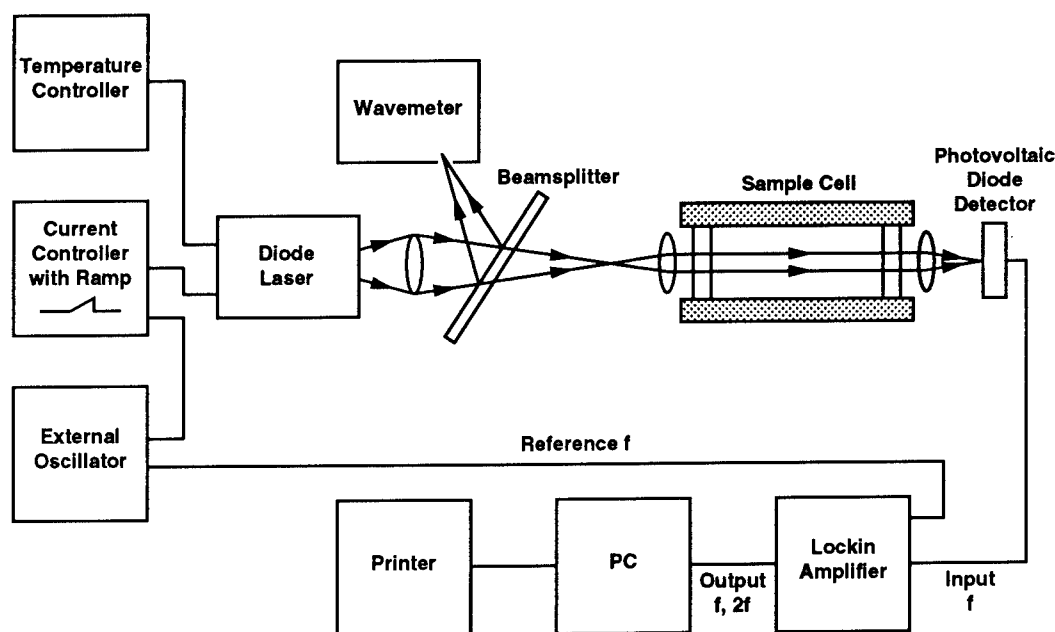 Temperature
Controller
Wavemeter
Beamsplitter
Sample Cell
Photovoltaic
Diode
Detector
Current
Controller
with Ramp
Diode
Laser
External
Oscillator
Reference f
Printer
PC
Output
f, 2f
Lockin
Amplifier
Input
f